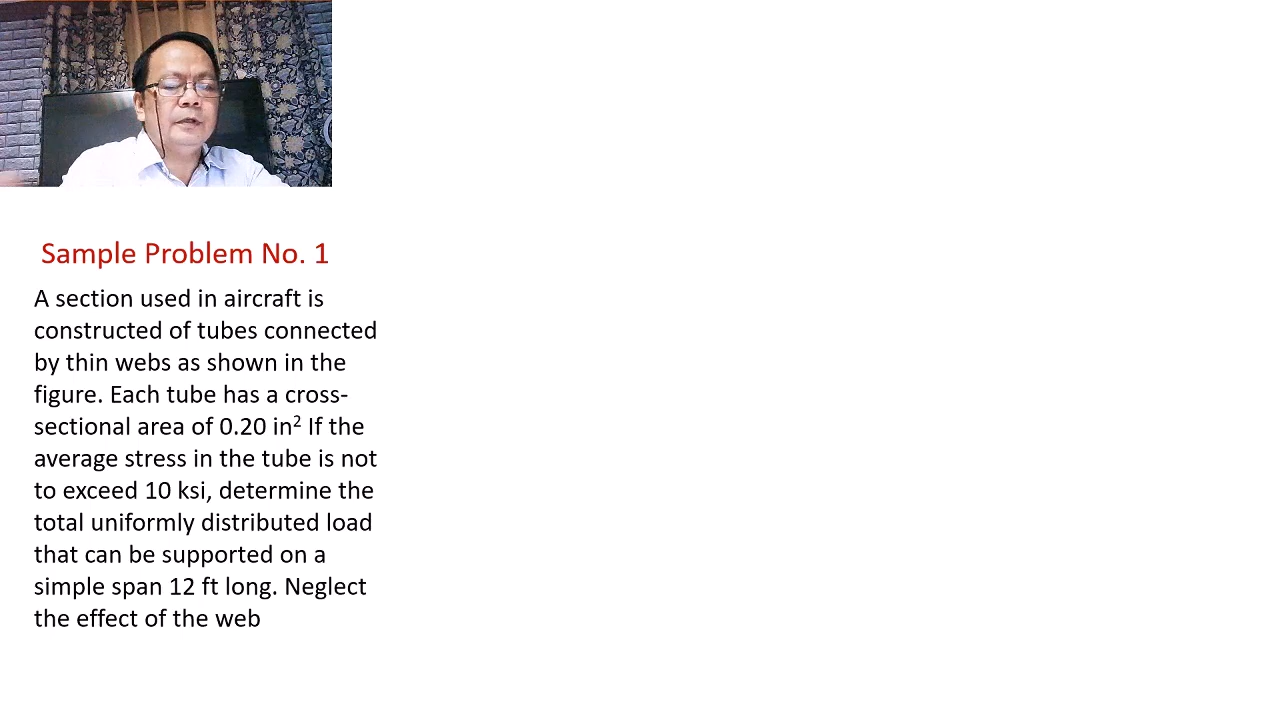 Sample Problem No. 1
A section used in aircraft is
constructed of tubes connected
by thin webs as shown in the
figure. Each tube has a cross-
sectional area of 0.20 in² If the
average stress in the tube is not
to exceed 10 ksi, determine the
total uniformly distributed load
that can be supported on a
simple span 12 ft long. Neglect
the effect of the web